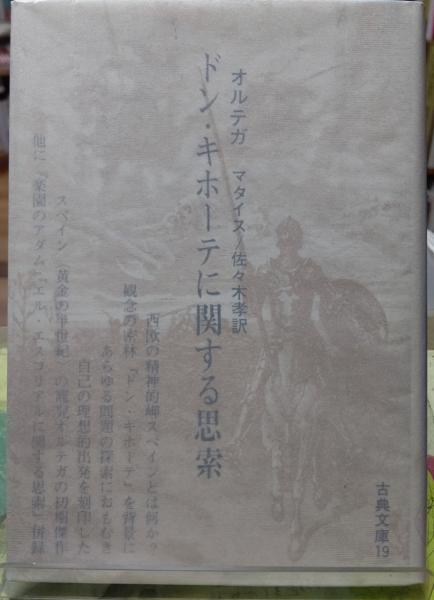 オルテガ マタイス/佐々木孝訳
ドン・キホーテに関する思索
西欧の精神的岬スペインとは何か?
観念の密林『ドン・キホーテ』を背景に
あらゆる問題の探索におもむき
自己の理想的出発を刻印した
スペイン〈黄金の半世紀〉の寵児オルテガの初期傑作
他に『楽園のアダム』『エル・エスコリアルに関する思索』併録
古典文庫19